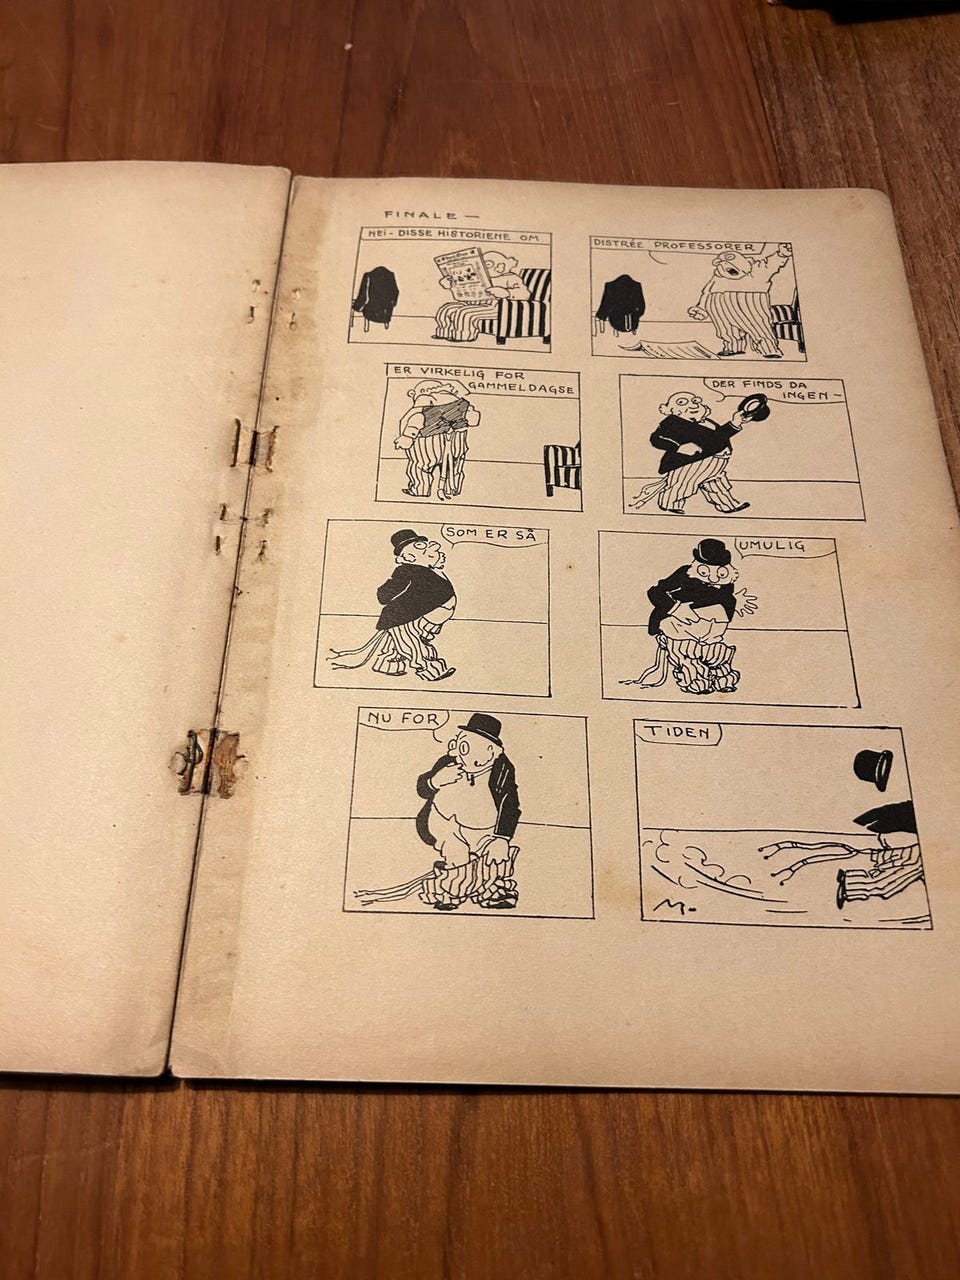 FINALE —
NEI - DISSE HISTORIENE OM
DISTRÉE PROFESSORER
ER VIRKELIG FOR
GAMMELDAGSE
DER FINDS DA
INGEN -
SOM ER SÅ
UMULIG
NU FOR
TIDEN
M.